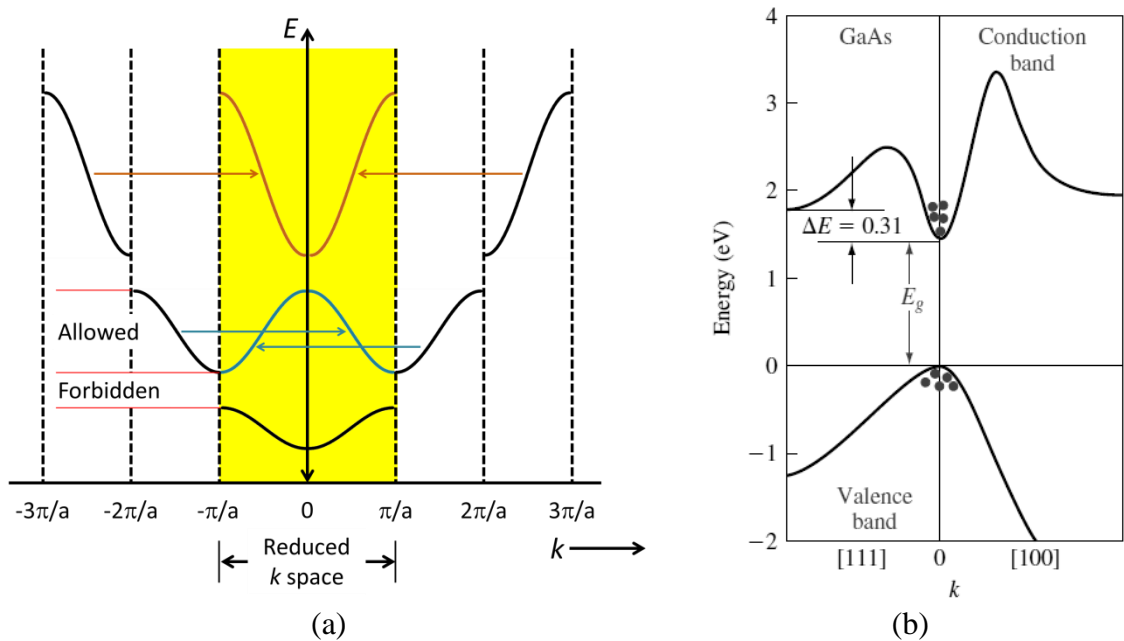 E
Allowed
Forbidden
-3π/a
-2π/a
-π/a
0
π/a
2π/a
3π/a
Reduced
k space
k
(a)
4
3
2
1
0
−1
−2
Energy (eV)
GaAs
Conduction
band
ΔE = 0.31
E_g
Valence
band
[111]
0
[100]
k
(b)